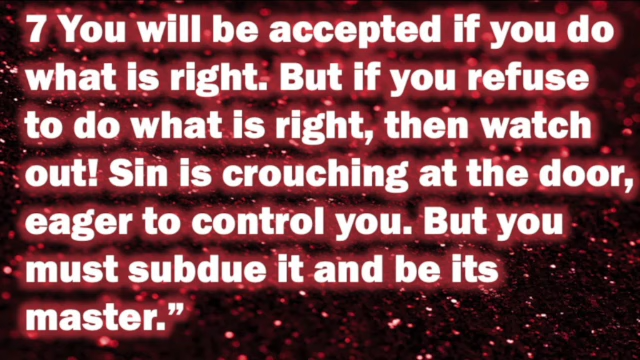 7 You will be accepted if you do
what is right. But if you refuse
to do what is right, then watch
out! Sin is crouching at the door,
eager to control you. But you
must subdue it and be its
master.”